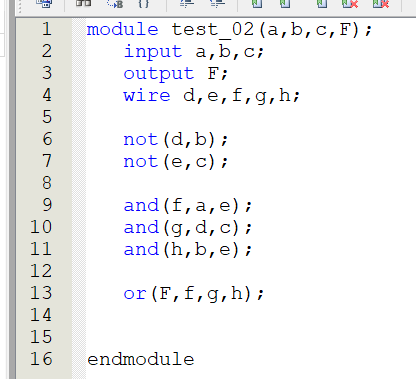 1 module test_02(a,b,c,F);
2 input a,b,c;
3 output F;
4 wire d,e,f,g,h;
5
6 not(d,b);
7 not(e,c);
8
9 and(f,a,e);
10 and(g,d,c);
11 and(h,b,e);
12
13 or(F,f,g,h);
14
15
16 endmodule